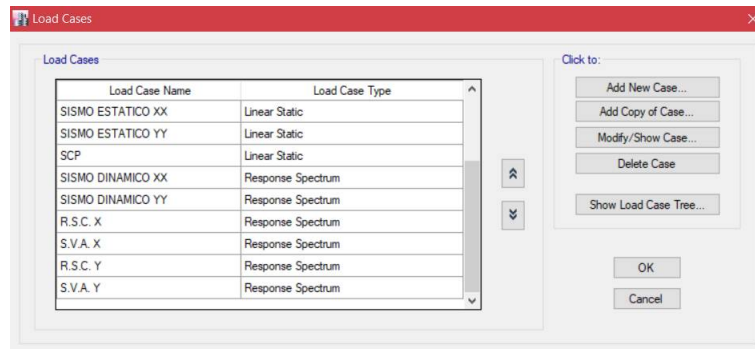 Load Cases
Load Cases
Load Case Name Load Case Type
SISMO ESTATICO XX Linear Static
SISMO ESTATICO YY Linear Static
SCP Linear Static
SISMO DINAMICO XX Response Spectrum
SISMO DINAMICO YY Response Spectrum
R.S.C. X Response Spectrum
S.V.A. X Response Spectrum
R.S.C. Y Response Spectrum
S.V.A. Y Response Spectrum
Click to:
Add New Case...
Add Copy of Case...
Modify/Show Case...
Delete Case
Show Load Case Tree...
OK
Cancel